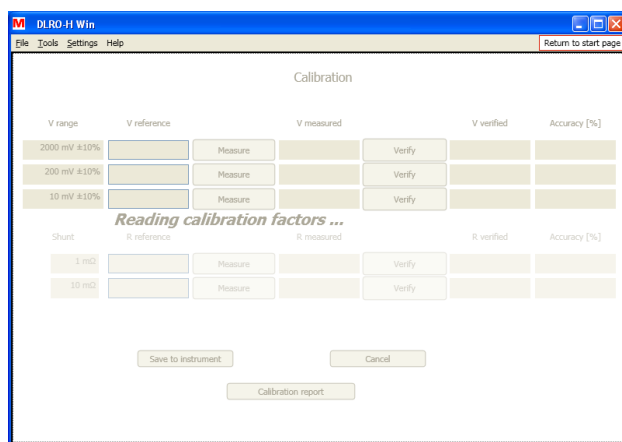 M DLRO-H Win
File Tools Settings Help Return to start page
Calibration
V range V reference V measured V verified Accuracy [%]
2000 mV ±10% Measure Verify
200 mV ±10% Measure Verify
10 mV ±10% Measure Verify
Reading calibration factors ...
Shunt R reference R measured R verified Accuracy [%]
1 mΩ Measure Verify
10 mΩ Measure Verify
Save to instrument Cancel
Calibration report